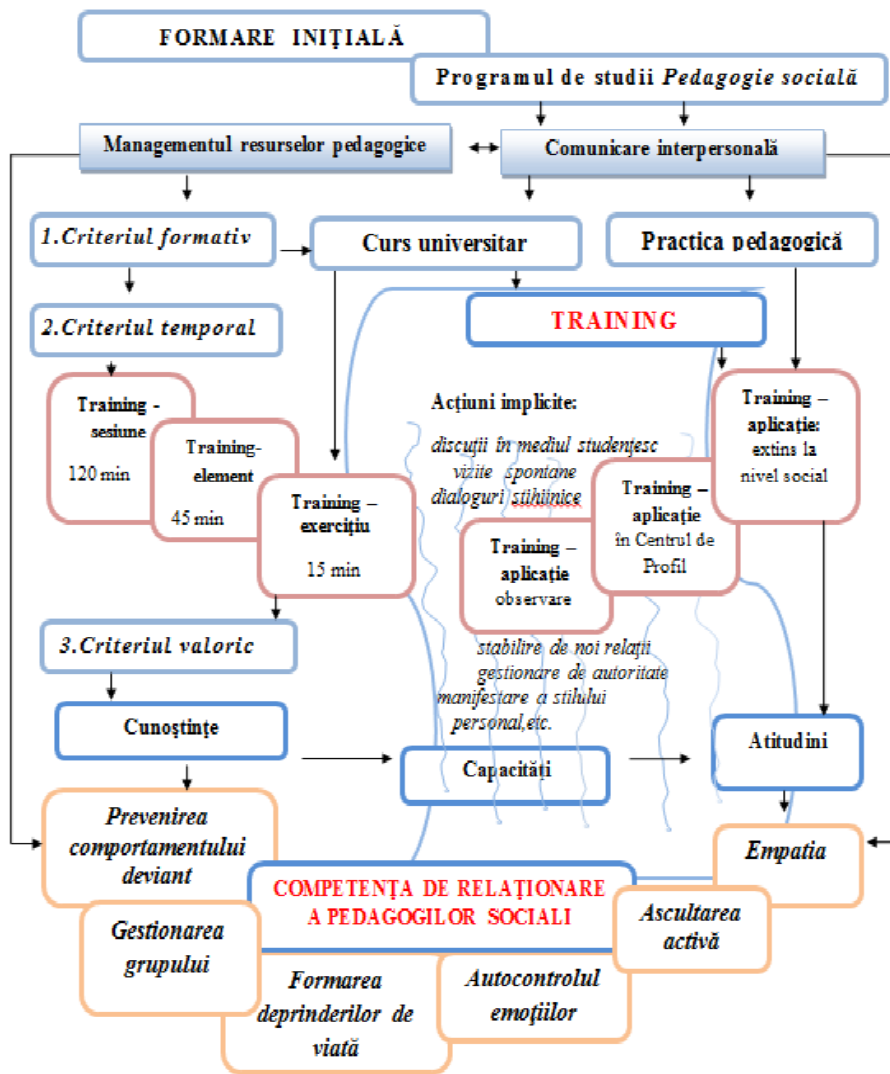 FORMARE INIȚIALĂ
Programul de studii Pedagogie socială
Managementul resurselor pedagogice
Comunicare interpersonală
1.Criteriul formativ
Curs universitar
Practica pedagogică
2.Criteriul temporal
TRAINING
Training -
sesiune
120 min
Training-
element
45 min
Training –
exercițiu
15 min
Acțiuni implicite:
discuții în mediul studențesc
vizite spontane
dialoguri stihiinice
Training –
aplicație
observare
Training –
aplicație
în Centrul de
Profil
Training –
aplicație:
extins la
nivel social
3.Criteriul valoric
stabilire de noi relații
gestionare de autoritate
manifestare a stilului
personal,etc.
Cunoștințe
Capacități
Atitudini
Prevenirea
comportamentului
deviant
Empatia
COMPETENȚA DE RELAȚIONARE
A PEDAGOGILOR SOCIALI
Ascultarea
activă
Gestionarea
grupului
Formarea
deprinderilor de
viată
Autocontrolul
emoțiilor